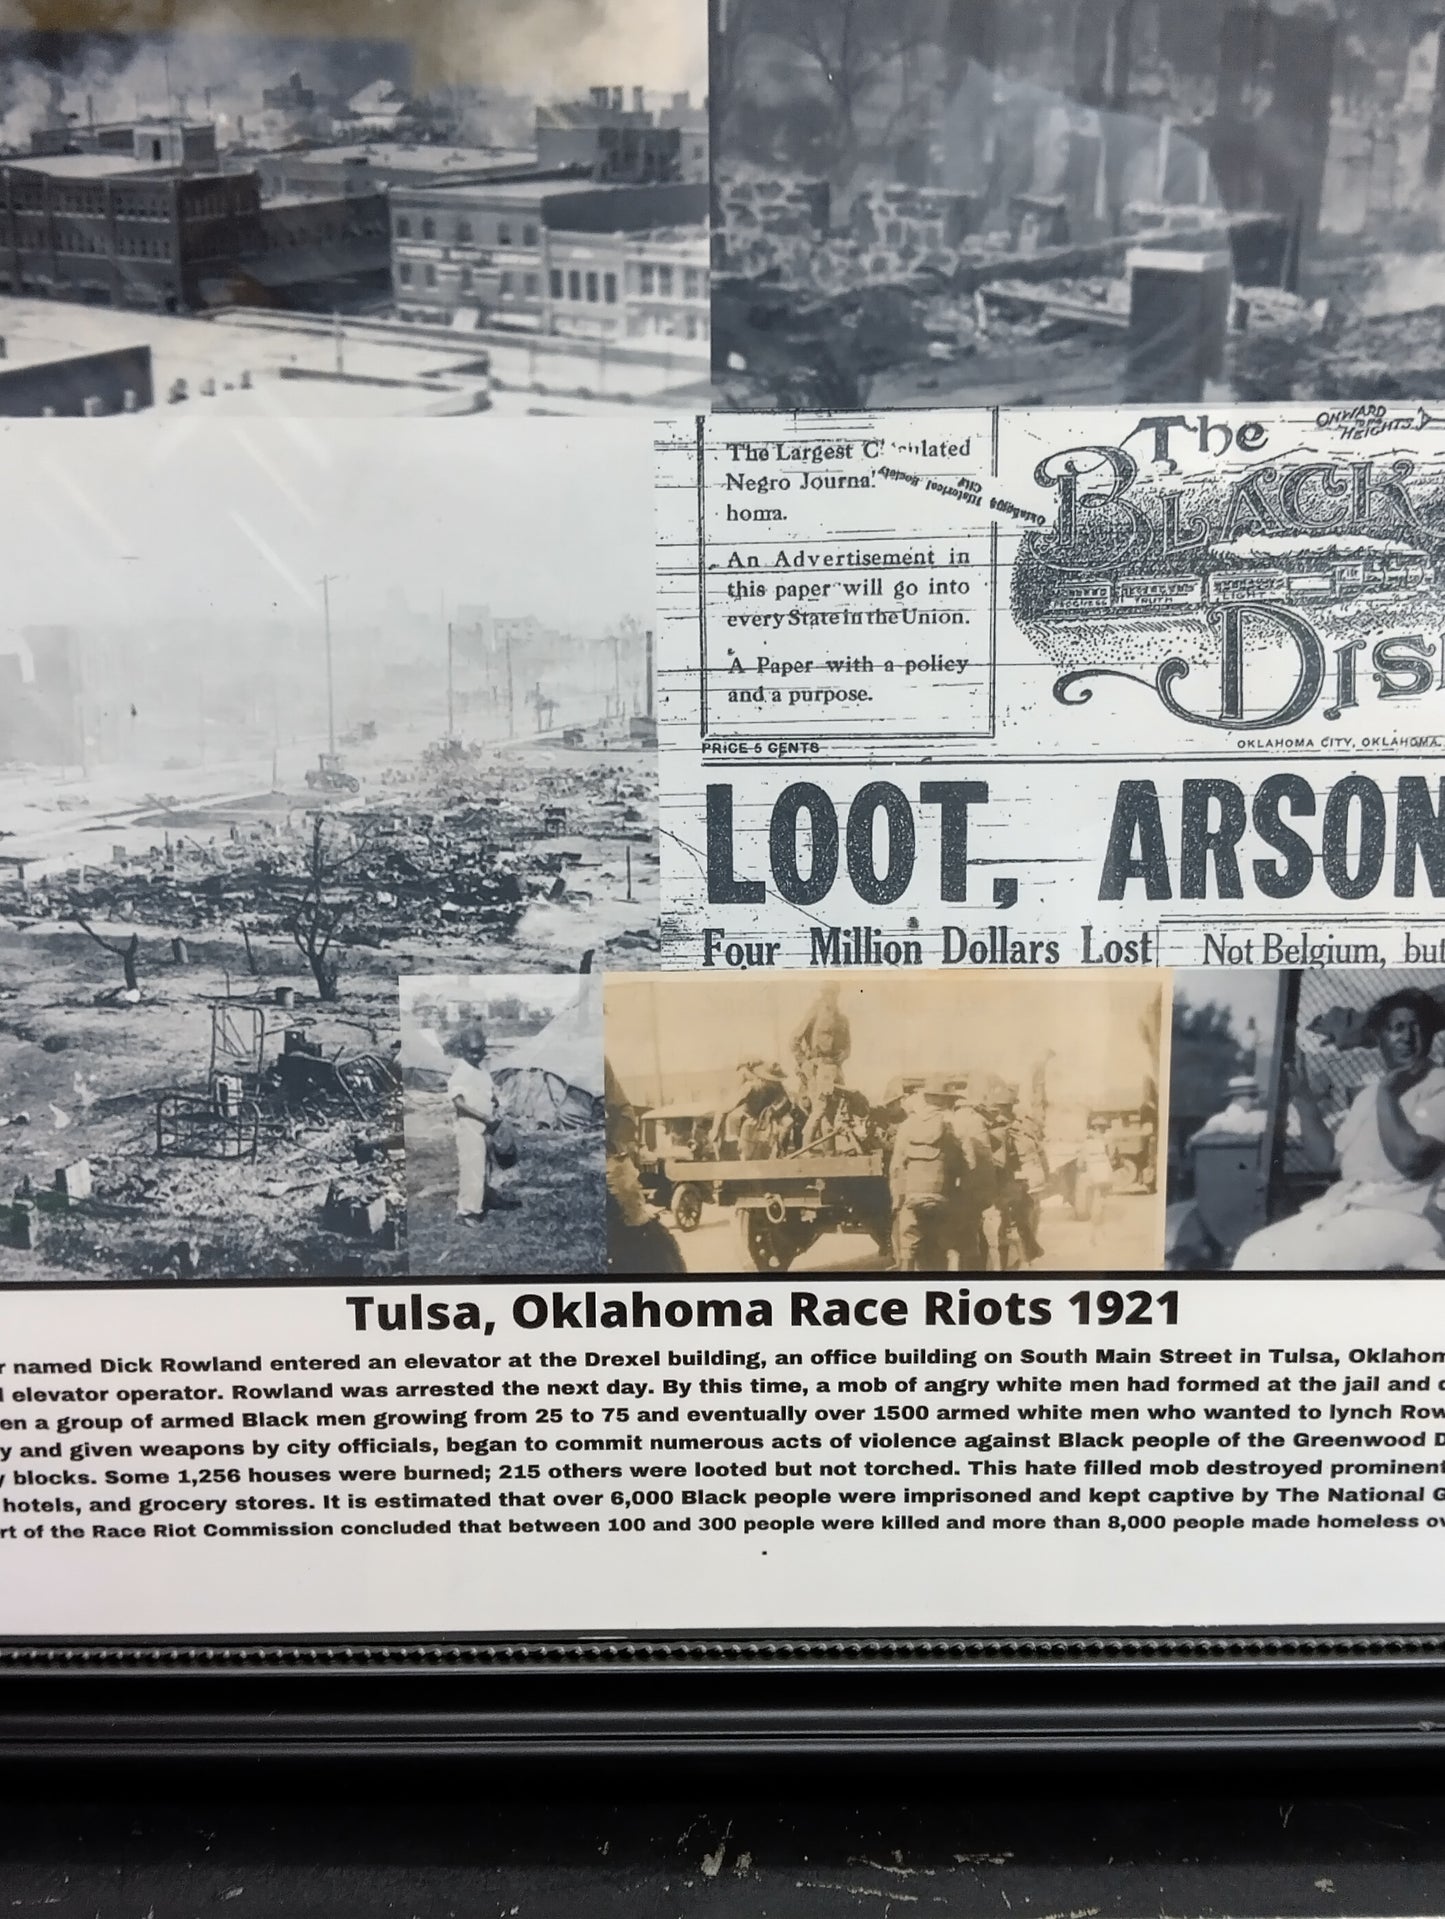 The Largest C' culated
Negro Journa'
homa.
An Advertisement in
this paper will go into
every State in the Union.
A Paper with a policy
and a purpose.
Oklahoma Historical Society
City
The
ONWARD
HEIGHTS
BLACK
PROGRESS
TRUTH
LIGHT
DIS
PRICE 5 CENTS
OKLAHOMA CITY, OKLAHOMA.
LOOT, ARSON
Four Million Dollars Lost
Not Belgium, but
Tulsa, Oklahoma Race Riots 1921
r named Dick Rowland entered an elevator at the Drexel building, an office building on South Main Street in Tulsa, Oklahom
elevator operator. Rowland was arrested the next day. By this time, a mob of angry white men had formed at the jail and
en a group of armed Black men growing from 25 to 75 and eventually over 1500 armed white men who wanted to lynch Row
y and given weapons by city officials, began to commit numerous acts of violence against Black people of the Greenwood D
blocks. Some 1,256 houses were burned; 215 others were looted but not torched. This hate filled mob destroyed prominent
hotels, and grocery stores. It is estimated that over 6,000 Black people were imprisoned and kept captive by The National G
rt of the Race Riot Commission concluded that between 100 and 300 people were killed and more than 8,000 people made homeless ov
.